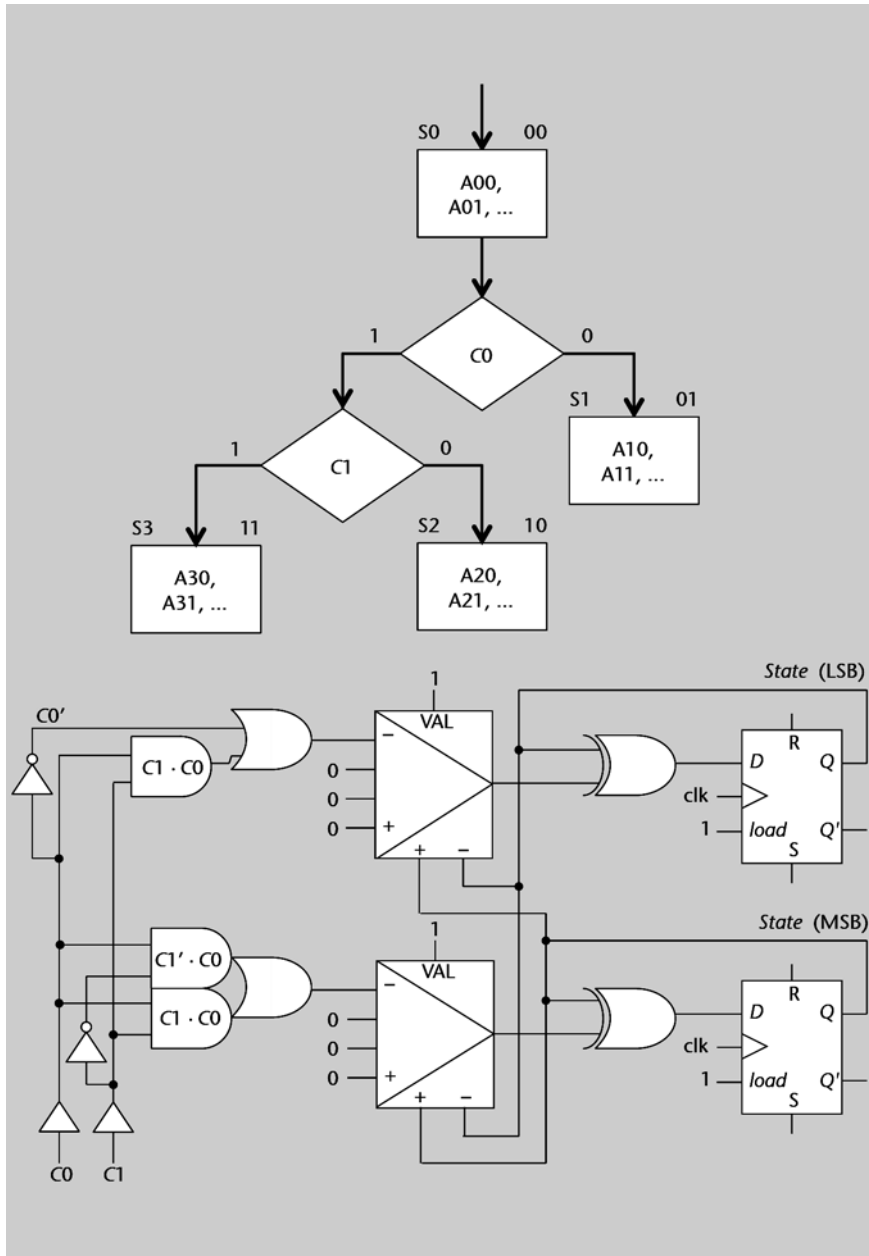 S0 00
A00,
A01, ...
1 C0 0
S1 01
A10,
A11, ...
1 C1 0
S3 11
A30,
A31, ...
S2 10
A20,
A21, ...
State (LSB)
1
C0′
VAL
R
−
D Q
C1 · C0
0
0
clk
0 +
1 load Q′
+ −
S
State (MSB)
1
C1′ · C0
VAL
R
−
D Q
C1 · C0
0
0
clk
0 +
1 load Q′
+ −
S
C0 C1